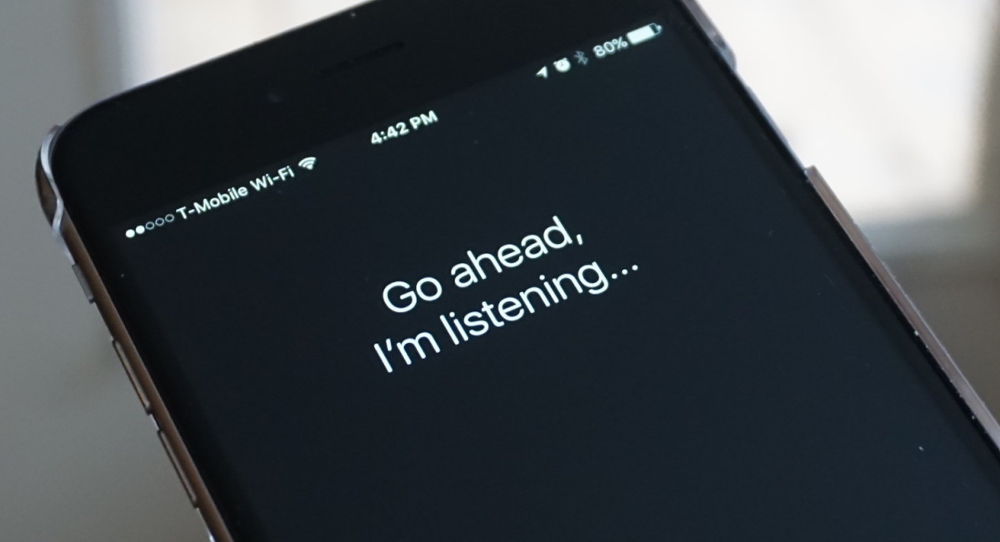 ●●○○○ T-Mobile Wi-Fi 4:42 PM 80%
Go ahead,
I'm listening...